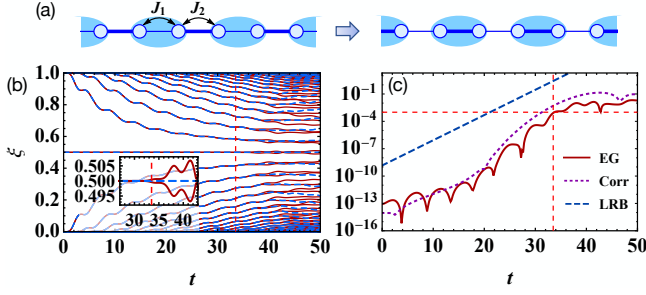 (a) J₁ J₂
(b) (c)
1.0
0.8
0.6
ξ
0.4
0.2
0.0
0.505
0.500
0.495
30 35 40
0 10 20 30 40 50
t
10⁻¹
10⁻⁴
10⁻⁷
10⁻¹⁰
10⁻¹³
10⁻¹⁶
EG
Corr
LRB
0 10 20 30 40 50
t